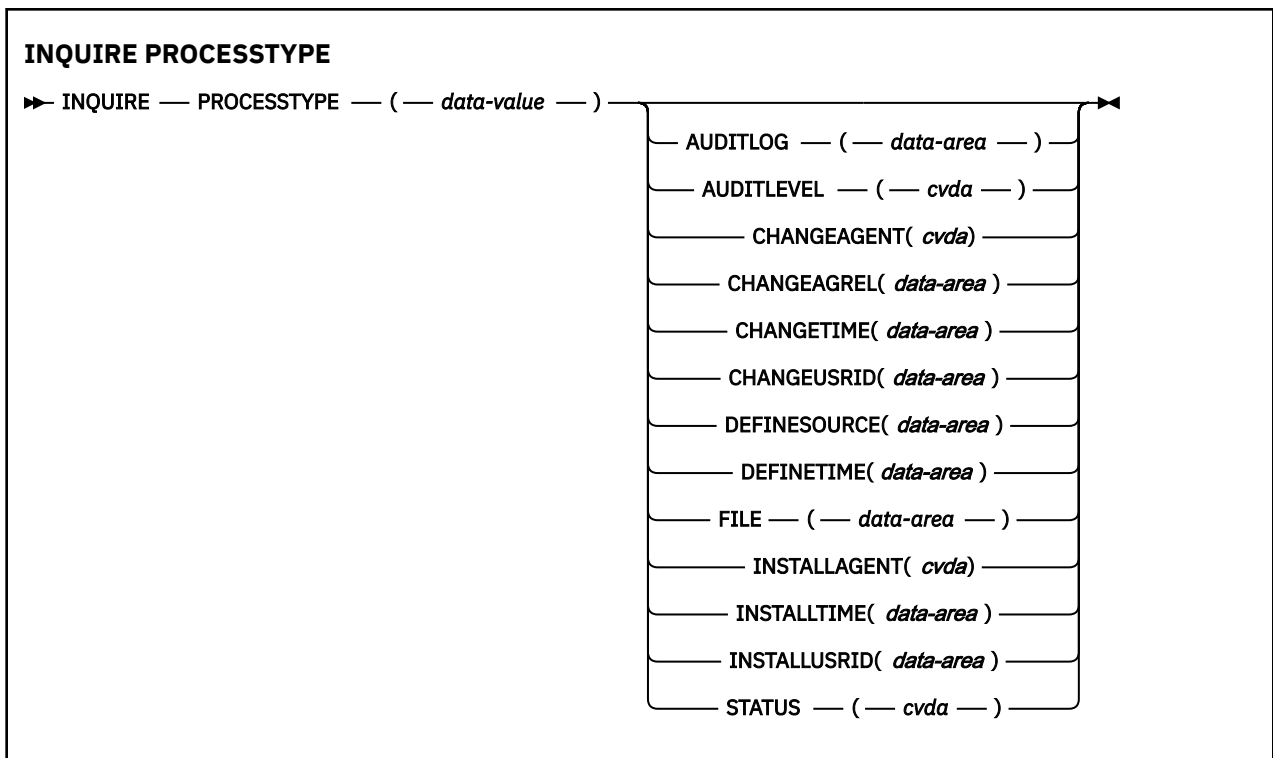 INQUIRE PROCESSTYPE
INQUIRE — PROCESSTYPE — ( — data-value — )
AUDITLOG — ( — data-area — )
AUDITLEVEL — ( — cvda — )
CHANGEAGENT( cvda)
CHANGEAGREL( data-area )
CHANGETIME( data-area )
CHANGEUSRID( data-area )
DEFINESOURCE( data-area )
DEFINETIME( data-area )
FILE — ( — data-area — )
INSTALLAGENT( cvda)
INSTALLTIME( data-area )
INSTALLUSRID( data-area )
STATUS — ( — cvda — )